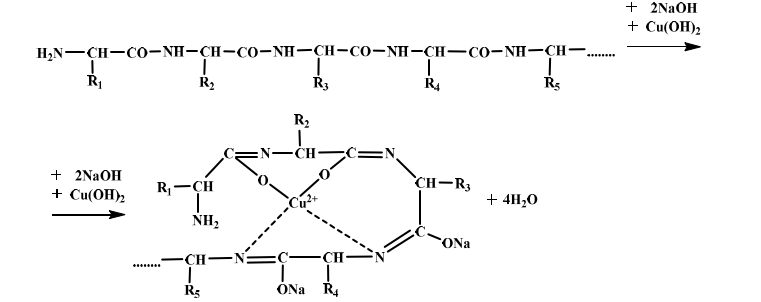 + 2NaOH
+ Cu(OH)₂
H₂N—CH—CO—NH—CH—CO—NH—CH—CO—NH—CH—CO—NH—CH—........
R₁ R₂ R₃ R₄ R₅
R₂
C=N—CH—C=N
+ 2NaOH
+ Cu(OH)₂
R₁—CH O O CH—R₃
NH₂ Cu²⁺ + 4H₂O
C
ONa
........—CH—N=C—CH—N
R₅ ONa R₄